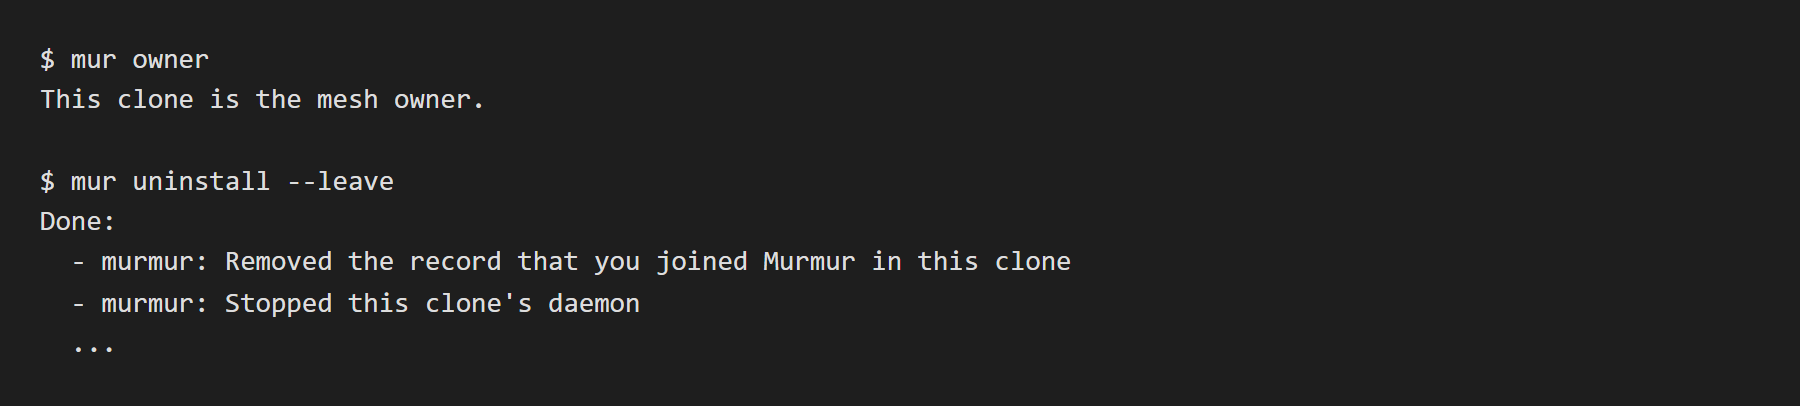 $ mur owner
This clone is the mesh owner.
$ mur uninstall --leave
Done:
  - murmur: Removed the record that you joined Murmur in this clone
  - murmur: Stopped this clone's daemon
  ...